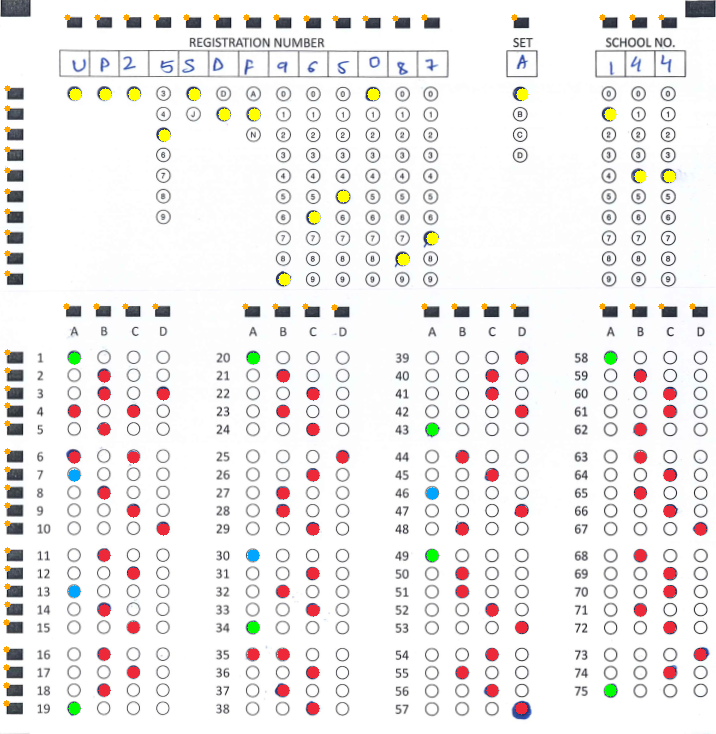 REGISTRATION NUMBER SET SCHOOL NO.
U P 2 5 S D F 9 6 5 0 8 7 A 1 4 4
3 D A 0 0 0 0 0 0 0 0
4 J 1 1 1 1 1 1 B 1 1
N 2 2 2 2 2 2 C 2 2 2
6 3 3 3 3 3 3 D 3 3 3
7 4 4 4 4 4 4 4
8 5 5 5 5 5 5 5 5
9 6 6 6 6 6 6 6 6
7 7 7 7 7 7 7 7
8 8 8 8 8 8 8 8
9 9 9 9 9 9 9 9
A B C D A B C D A B C D A B C D
1 20 39 58
2 21 40 59
3 22 41 60
4 23 42 61
5 24 43 62
6 25 44 63
7 26 45 64
8 27 46 65
9 28 47 66
10 29 48 67
11 30 49 68
12 31 50 69
13 32 51 70
14 33 52 71
15 34 53 72
16 35 54 73
17 36 55 74
18 37 56 75
19 38 57